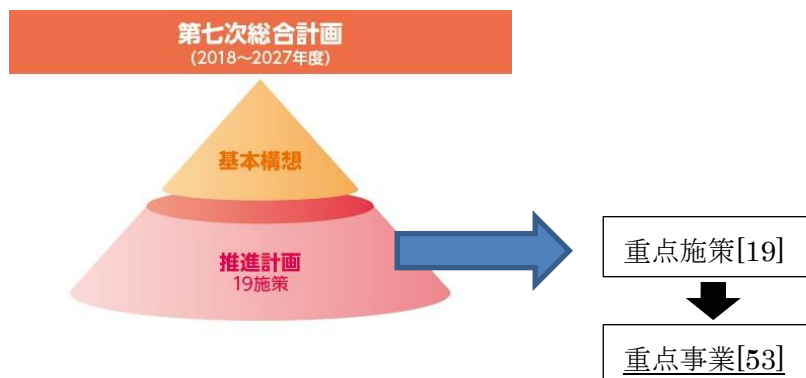 第七次総合計画
(2018～2027年度)
基本構想
推進計画
19施策
重点施策[19]
重点事業[53]